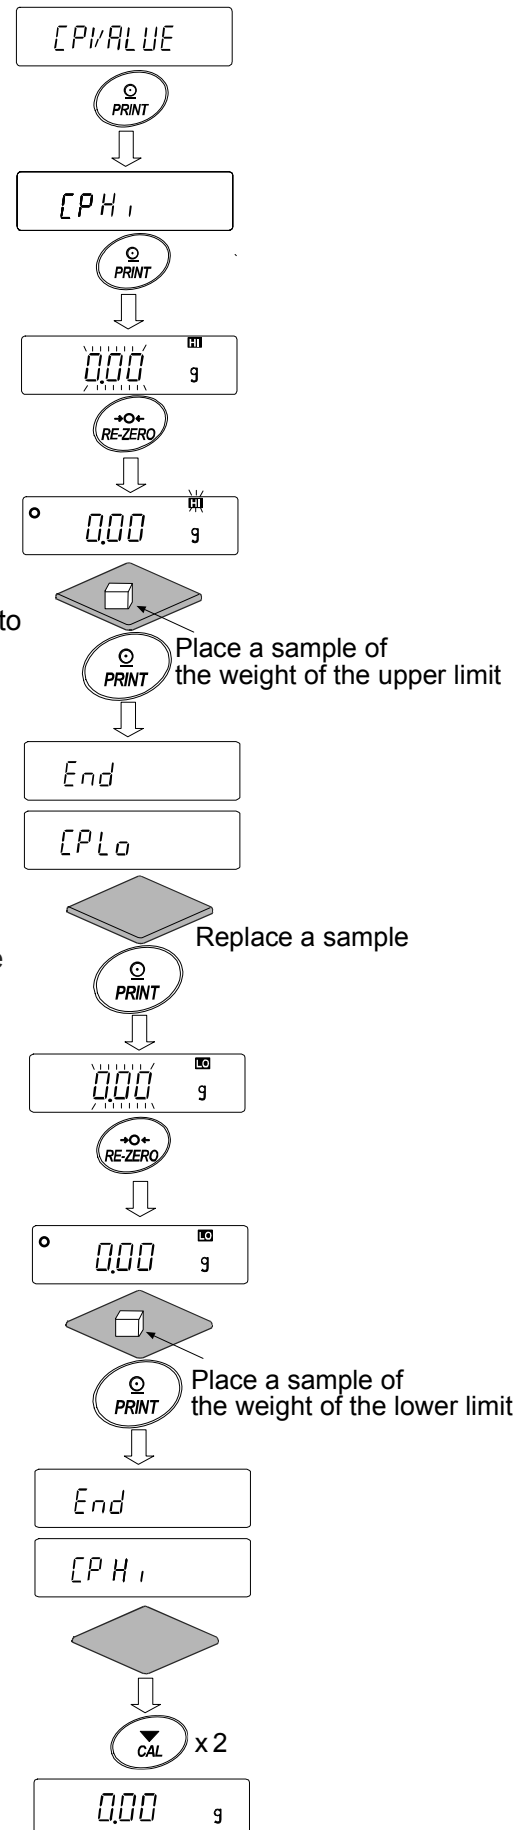 CP VALUE
PRINT
CPHi
PRINT
HI
0.00 g
RE-ZERO
HI
0.00 g
to
Place a sample of
the weight of the upper limit
PRINT
End
CPLo
Replace a sample
e
PRINT
LO
0.00 g
RE-ZERO
LO
0.00 g
Place a sample of
the weight of the lower limit
PRINT
End
CPHi
CAL x 2
0.00 g